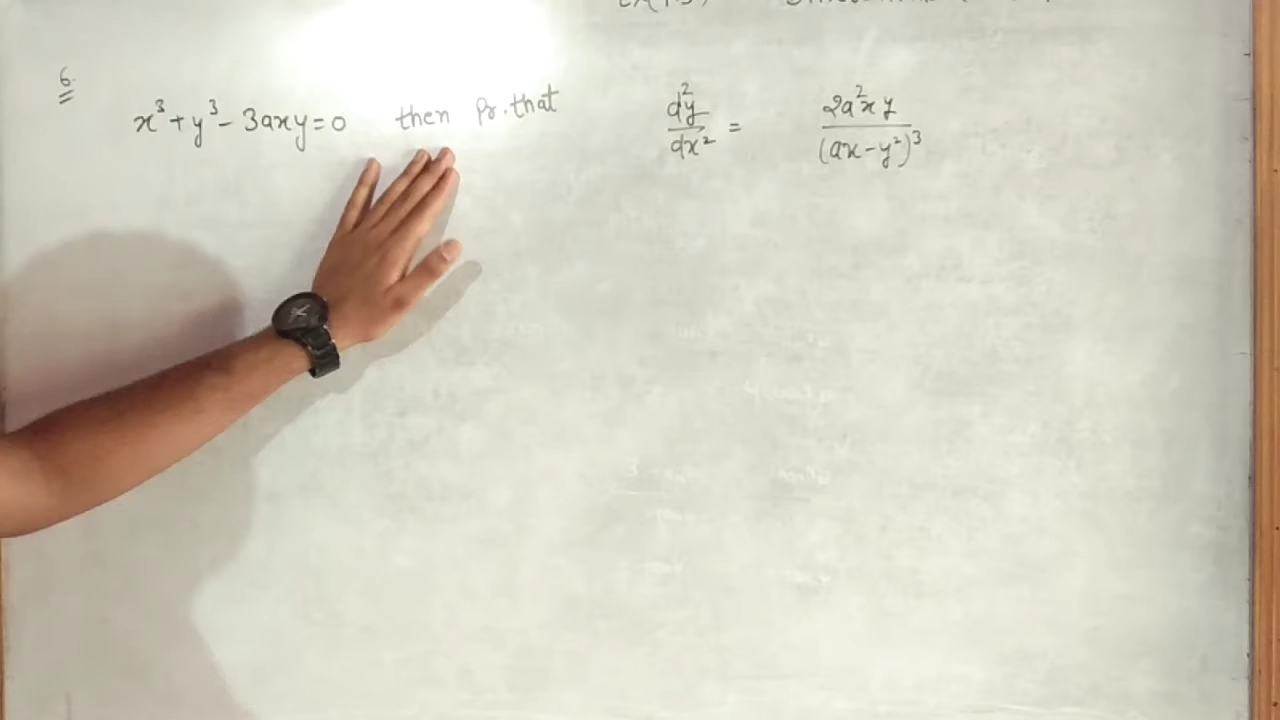 6.
x³ + y³ - 3axy = 0 then Pr. that d²y/dx² = 2a²xy/(ax - y²)³